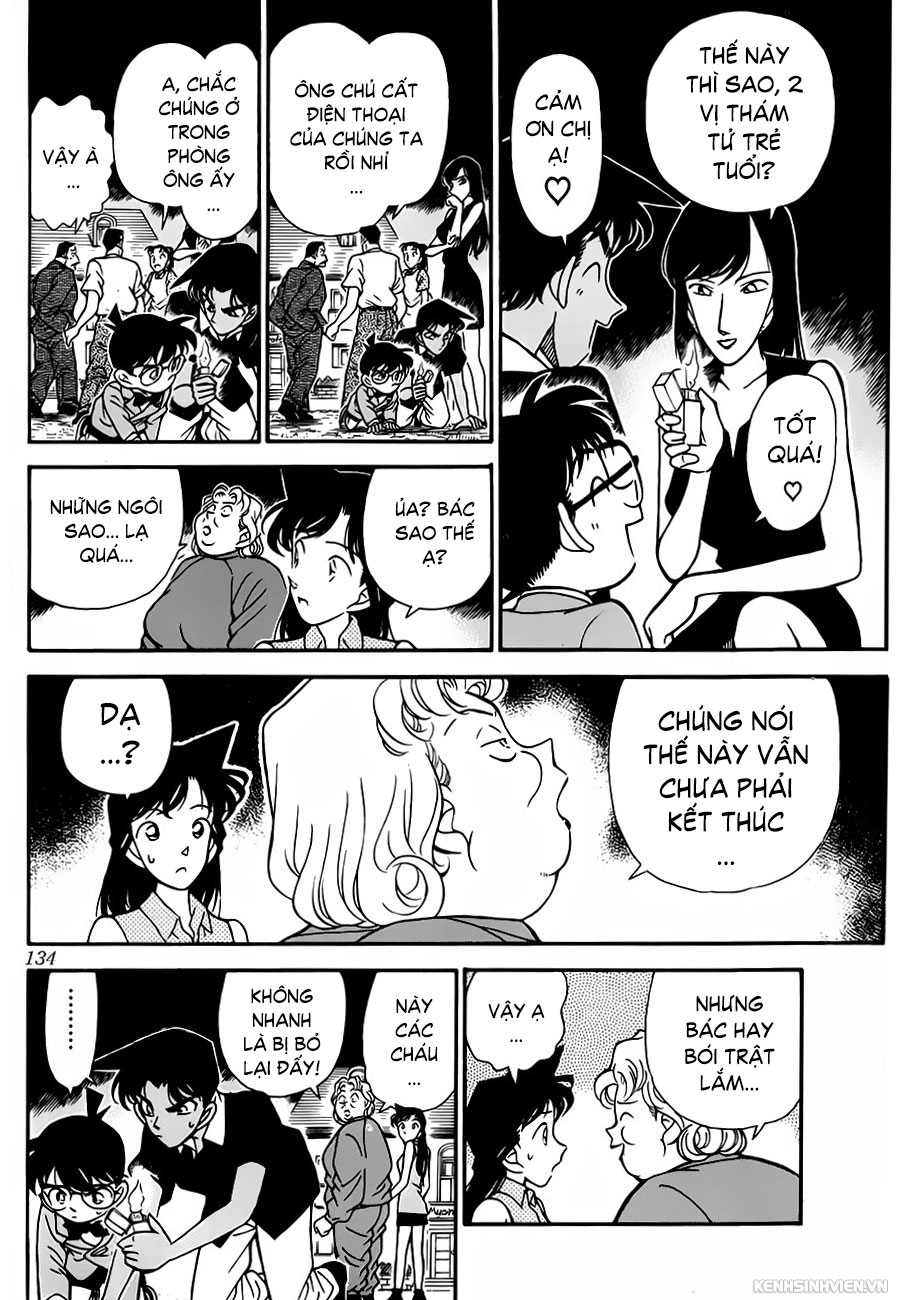 THẾ NÀY
THÌ SAO, 2
VỊ THÁM
TỬ TRẺ
TUỔI?
CẢM
ƠN CHỊ
Ạ!
♡
TỐT
QUÁ!
♡
ÔNG CHỦ CẤT
ĐIỆN THOẠI
CỦA CHÚNG TA
RỒI NHỈ
...
A, CHẮC
CHÚNG Ở
TRONG
PHÒNG
ÔNG ẤY
...
VẬY À
...
ỦA? BÁC
SAO THẾ
Ạ?
NHỮNG NGÔI
SAO... LẠ
QUÁ...
CHÚNG NÓI
THẾ NÀY VẪN
CHƯA PHẢI
KẾT THÚC
...
DẠ
...?
134
NHƯNG
BÁC HAY
BÓI TRẬT
LẮM...
VẬY Ạ
...
NÀY
CÁC
CHÁU
...
KHÔNG
NHANH
LÀ BỊ BỎ
LẠI ĐẤY!
.........
KENHSINHVIEN.VN